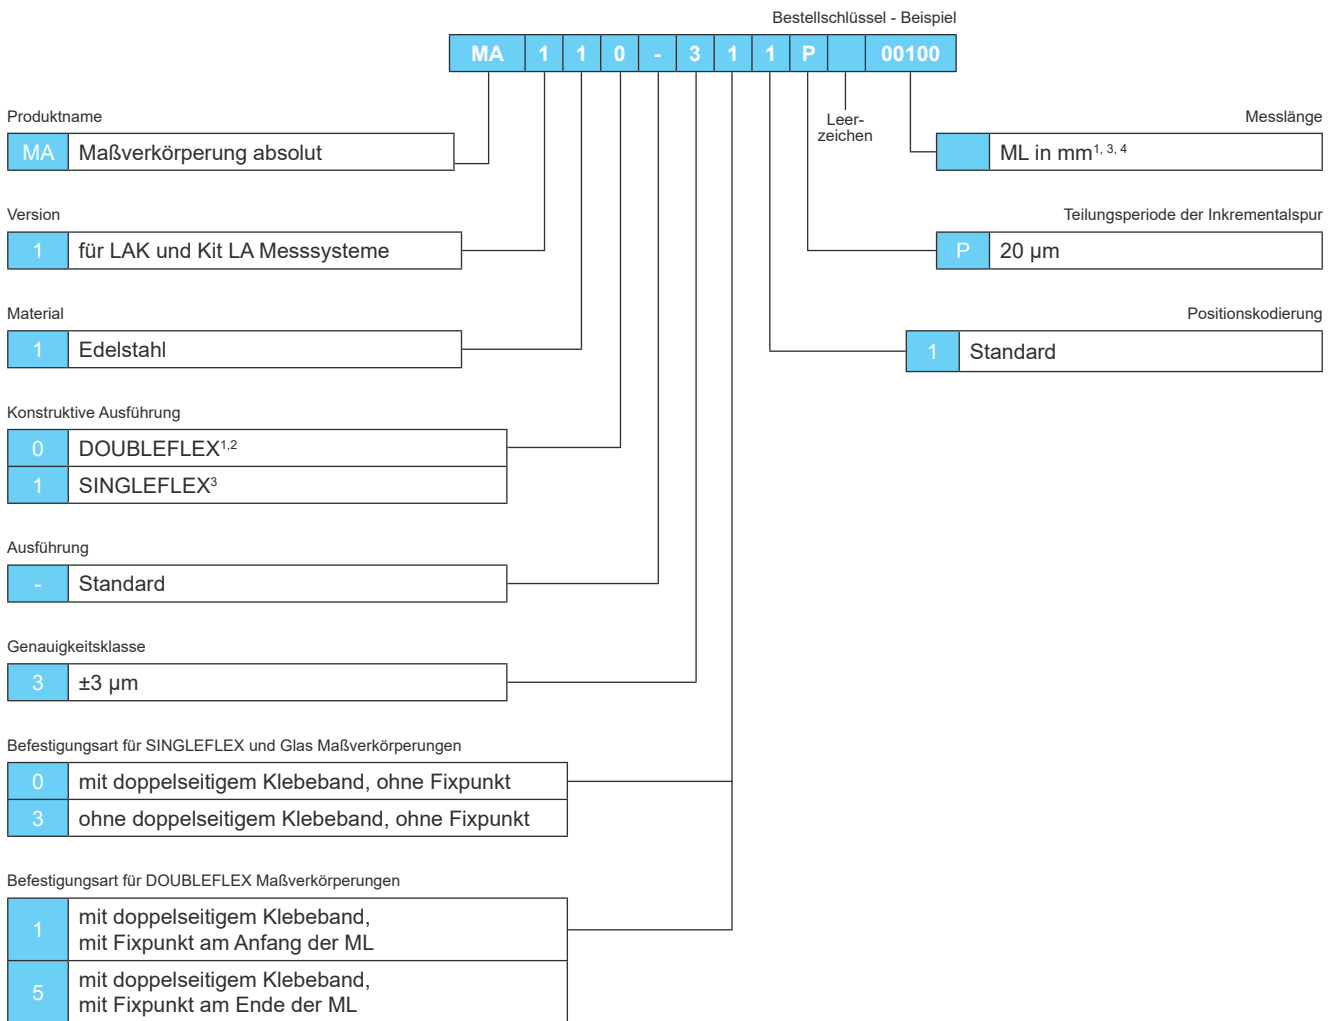 Bestellschlüssel - Beispiel
MA 1 1 0 - 3 1 1 P 00100
Leer-
zeichen
Produktname
MA Maßverkörperung absolut
Version
1 für LAK und Kit LA Messsysteme
Material
1 Edelstahl
Konstruktive Ausführung
0 DOUBLEFLEX1,2
1 SINGLEFLEX3
Ausführung
- Standard
Genauigkeitsklasse
3 ±3 µm
Befestigungsart für SINGLEFLEX und Glas Maßverkörperungen
0 mit doppelseitigem Klebeband, ohne Fixpunkt
3 ohne doppelseitigem Klebeband, ohne Fixpunkt
Befestigungsart für DOUBLEFLEX Maßverkörperungen
1 mit doppelseitigem Klebeband,
mit Fixpunkt am Anfang der ML
5 mit doppelseitigem Klebeband,
mit Fixpunkt am Ende der ML
Messlänge
ML in mm1, 3, 4
Teilungsperiode der Inkrementalspur
P 20 µm
Positionskodierung
1 Standard